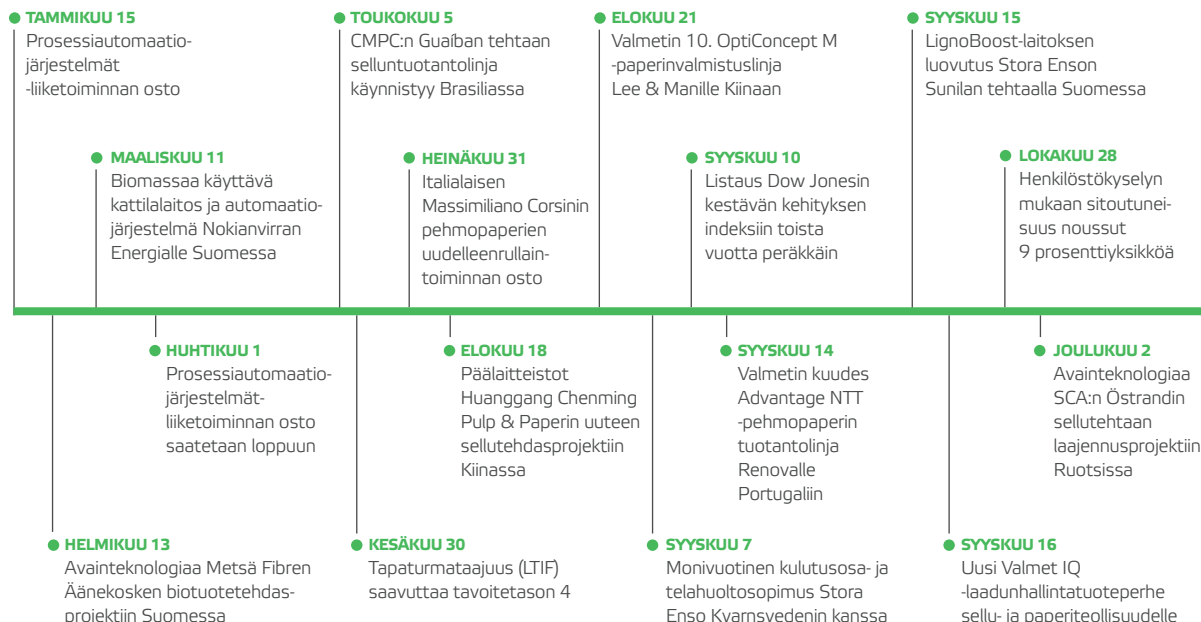 TAMMIKUU 15
Prosessiautomaatio-
järjestelmät
-liiketoiminnan osto
TOUKOKUU 5
CMPC:n Guaíban tehtaan
selluntuotantolinja
käynnistyy Brasiliassa
ELOKUU 21
Valmetin 10. OptiConcept M
-paperinvalmistuslinja
Lee & Manille Kiinaan
SYYSKUU 15
LignoBoost-laitoksen
luovutus Stora Enson
Sunilan tehtaalla Suomessa
MAALISKUU 11
Biomassaa käyttävä
kattilalaitos ja automaatio-
järjestelmä Nokianvirran
Energialle Suomessa
HEINÄKUU 31
Italialaisen
Massimiliano Corsinin
pehmopaperien
uudelleenrullain-
toiminnan osto
SYYSKUU 10
Listaus Dow Jonesin
kestävän kehityksen
indeksiin toista
vuotta peräkkäin
LOKAKUU 28
Henkilöstökyselyn
mukaan sitoutunei-
suus noussut
9 prosenttiyksikköä
HUHTIKUU 1
Prosessiautomaatio-
järjestelmät-
liiketoiminnan osto
saatetaan loppuun
ELOKUU 18
Päälaitteistot
Huanggang Chenming
Pulp & Paperin uuteen
sellutehdasprojektiin
Kiinassa
SYYSKUU 14
Valmetin kuudes
Advantage NTT
-pehmopaperin
tuotantolinja
Renovalle
Portugaliin
JOULUKUU 2
Avainteknologiaa
SCA:n Östrandin
sellutehtaan
laajennusprojektiin
Ruotsissa
HELMIKUU 13
Avainteknologiaa Metsä Fibren
Äänekosken biotuotetehdas-
projektiin Suomessa
KESÄKUU 30
Tapaturmataajuus (LTIF)
saavuttaa tavoitetason 4
SYYSKUU 7
Monivuotinen kulutusosa- ja
telahuoltosopimus Stora
Enso Kvarnsvedenin kanssa
SYYSKUU 16
Uusi Valmet IQ
-laadunhallintatuoteperhe
sellu- ja paperiteollisuudelle